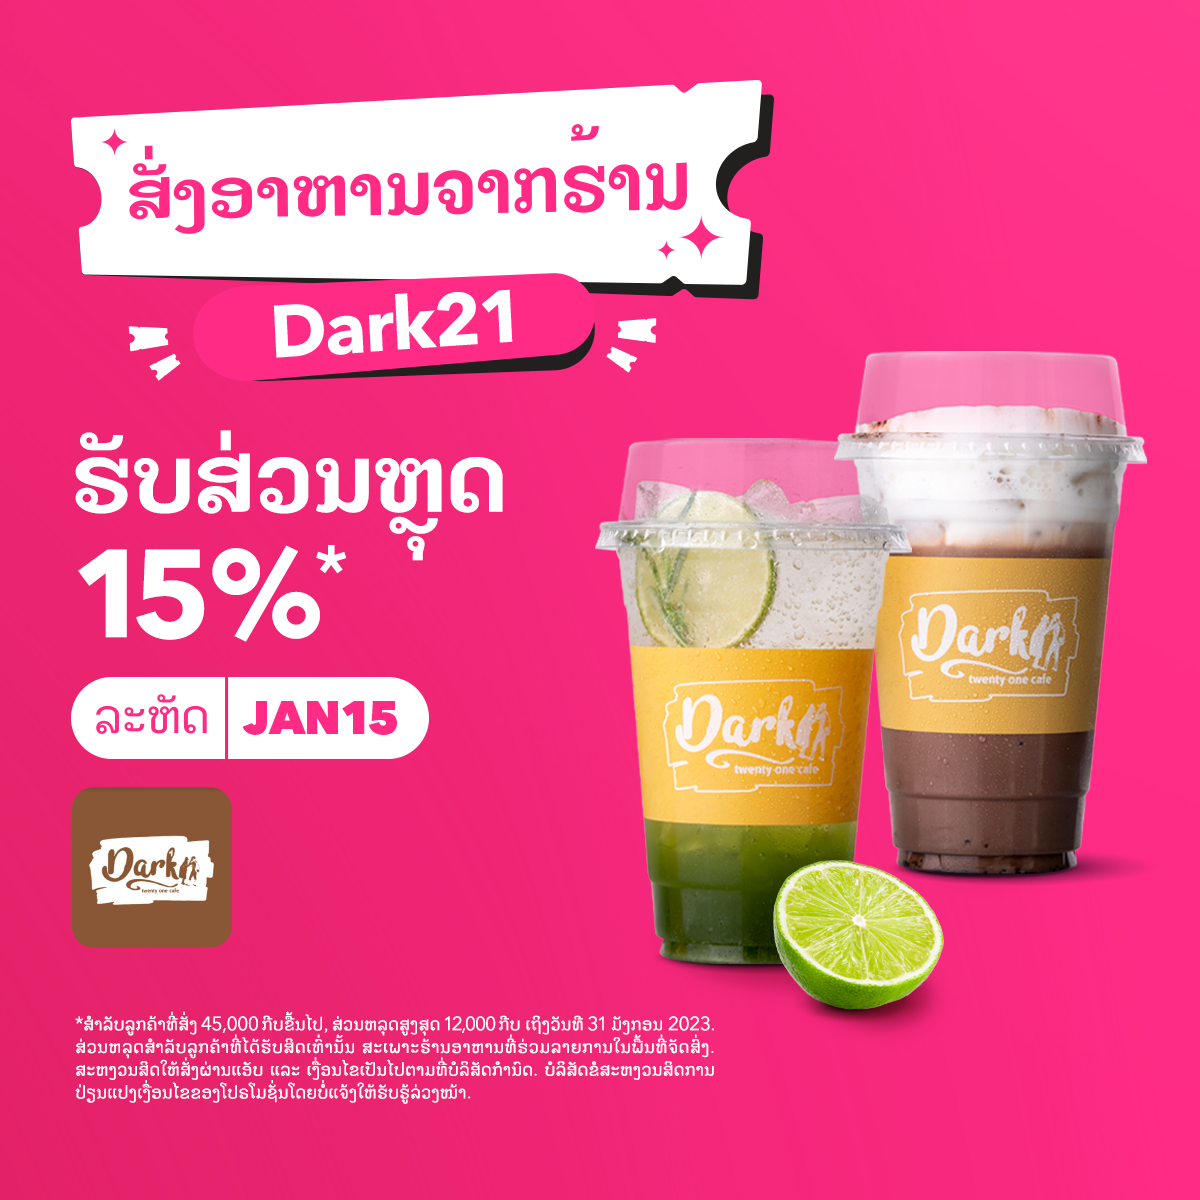 ສັ່ງອາຫານຈາກຮ້ານ
Dark21
ຮັບສ່ວນຫຼຸດ
15%*
ລະຫັດ JAN15
Dark
twenty one cafe
Dark
twenty one cafe
Dark
twenty one cafe
*ສຳລັບລູກຄ້າທີ່ສັ່ງ 45,000 ກີບຂື້ນໄປ, ສ່ວນຫລຸດສູງສຸດ 12,000 ກີບ ເຖິງວັນທີ 31 ມັງກອນ 2023.
ສ່ວນຫລຸດສຳລັບລູກຄ້າທີ່ໄດ້ຮັບສິດເທົ່ານັ້ນ ສະເພາະຮ້ານອາຫານທີ່ຮ່ວມລາຍການໃນພື້ນທີ່ຈັດສົ່ງ.
ສະຫງວນສິດໃຫ້ສັ່ງຜ່ານແອັບ ແລະ ເງື່ອນໄຂເປັນໄປຕາມທີ່ບໍລິສັດກຳນົດ. ບໍລິສັດຂໍສະຫງວນສິດການ
ປ່ຽນແປງເງື່ອນໄຂຂອງໂປຣໂມຊັ່ນໂດຍບໍ່ແຈ້ງໃຫ້ຮັບຮູ້ລ່ວງໜ້າ.